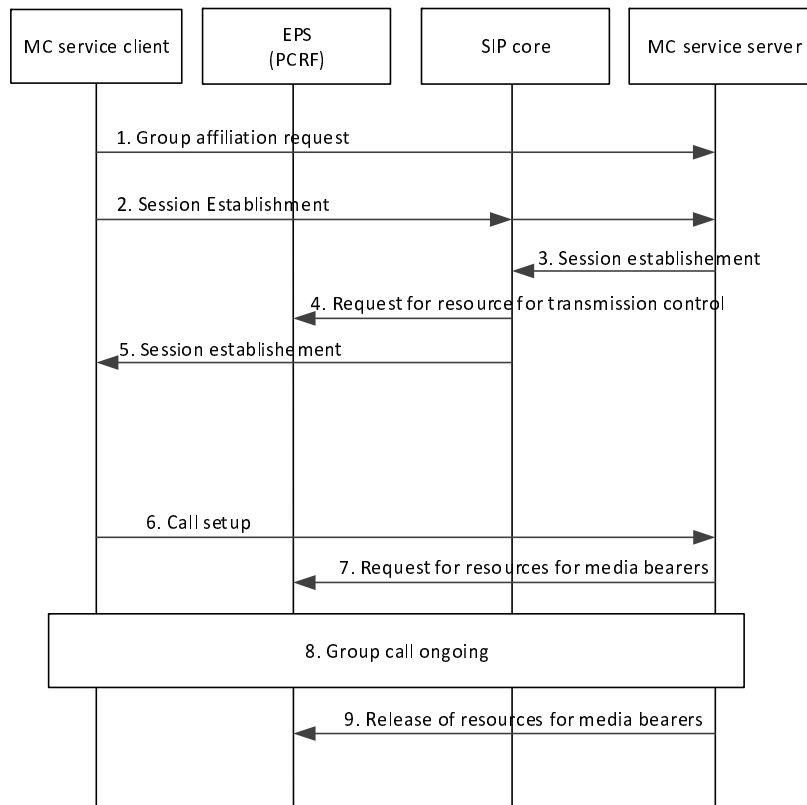 MC service client
EPS
(PCRF)
SIP core
MC service server
1. Group affiliation request
2. Session Establishment
3. Session establishement
4. Request for resource for transmission control
5. Session establishement
6. Call setup
7. Request for resources for media bearers
8. Group call ongoing
9. Release of resources for media bearers